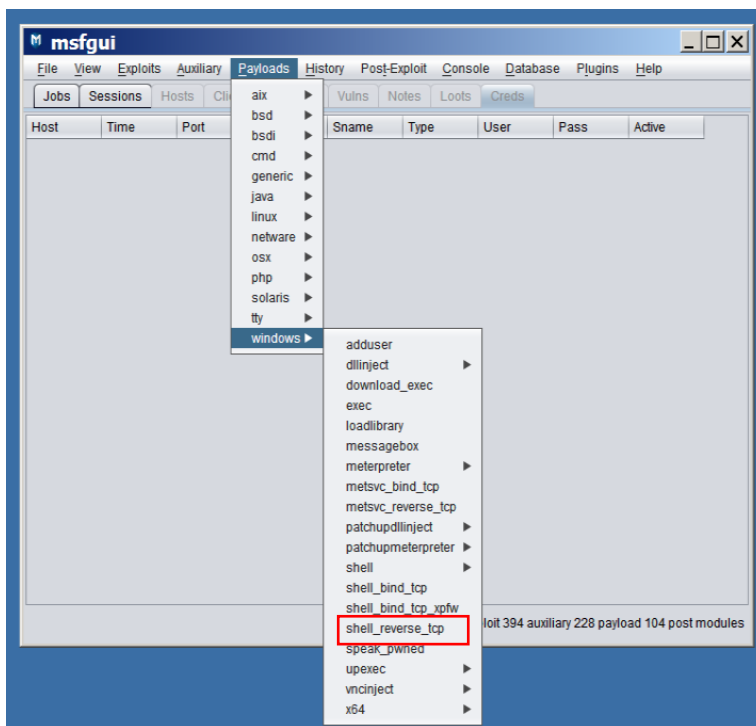 msfgui
File View Exploits Auxiliary Payloads History Post-Exploit Console Database Plugins Help
Jobs Sessions Hosts Vulns Notes Loots Creds
Host Time Port Sname Type User Pass Active
aix
bsd
bsdi
cmd
generic
java
linux
netware
osx
php
solaris
tty
windows
adduser
dllinject
download_exec
exec
loadlibrary
messagebox
meterpreter
metsvc_bind_tcp
metsvc_reverse_tcp
patchupdllinject
patchupmeterpreter
shell
shell_bind_tcp
shell_bind_tcp_xpfw
shell_reverse_tcp
speak_pwned
upexec
vncinject
x64
394 auxiliary 228 payload 104 post modules